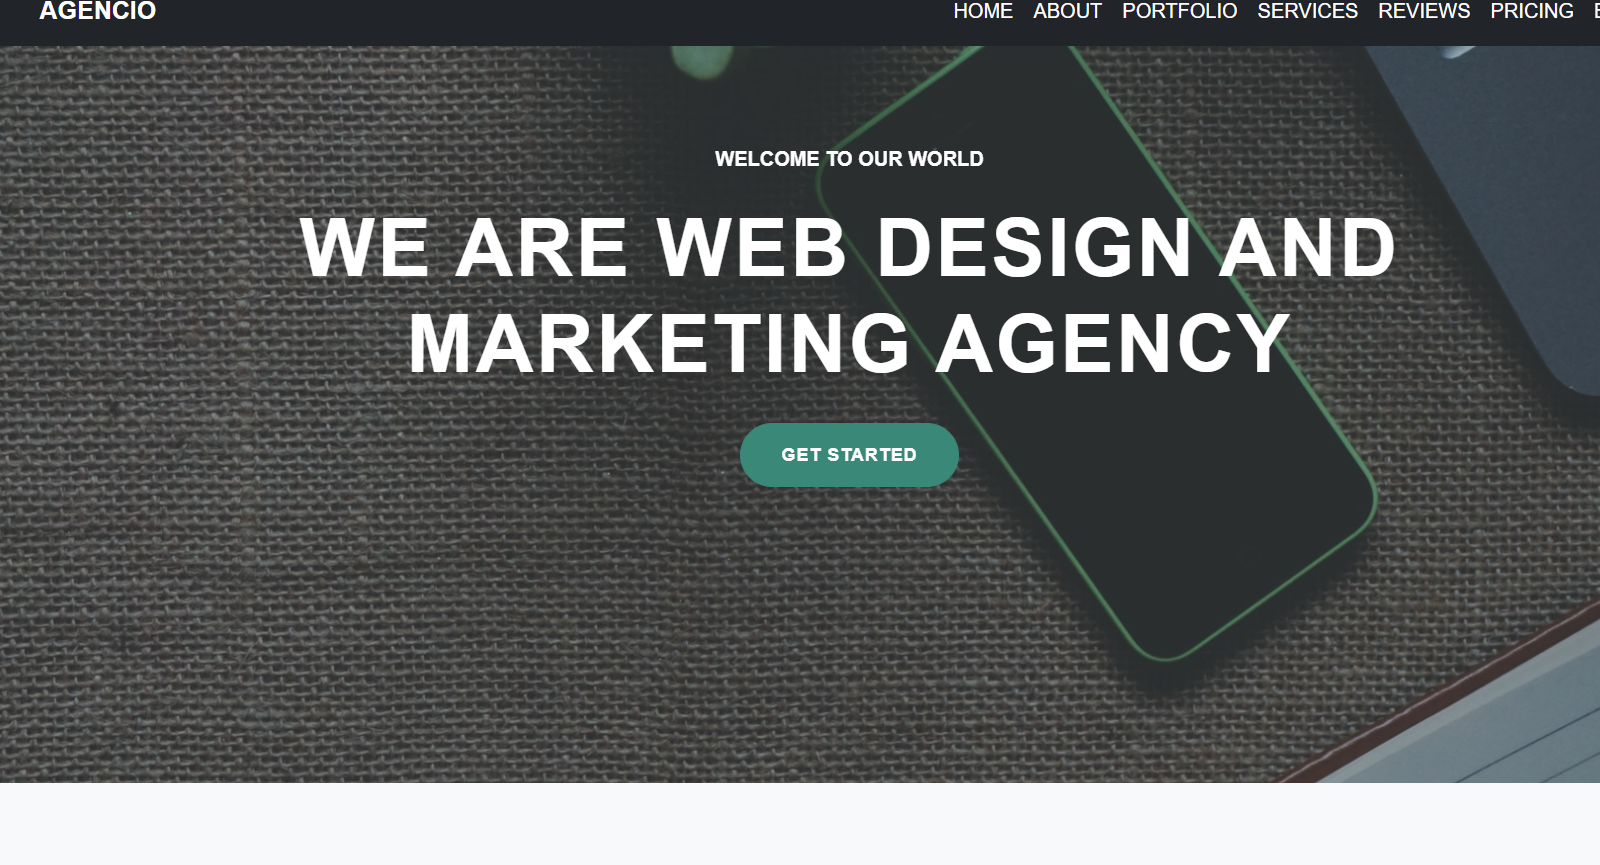 AGENCIO
HOME ABOUT PORTFOLIO SERVICES REVIEWS PRICING
WELCOME TO OUR WORLD
WE ARE WEB DESIGN AND
MARKETING AGENCY
GET STARTED